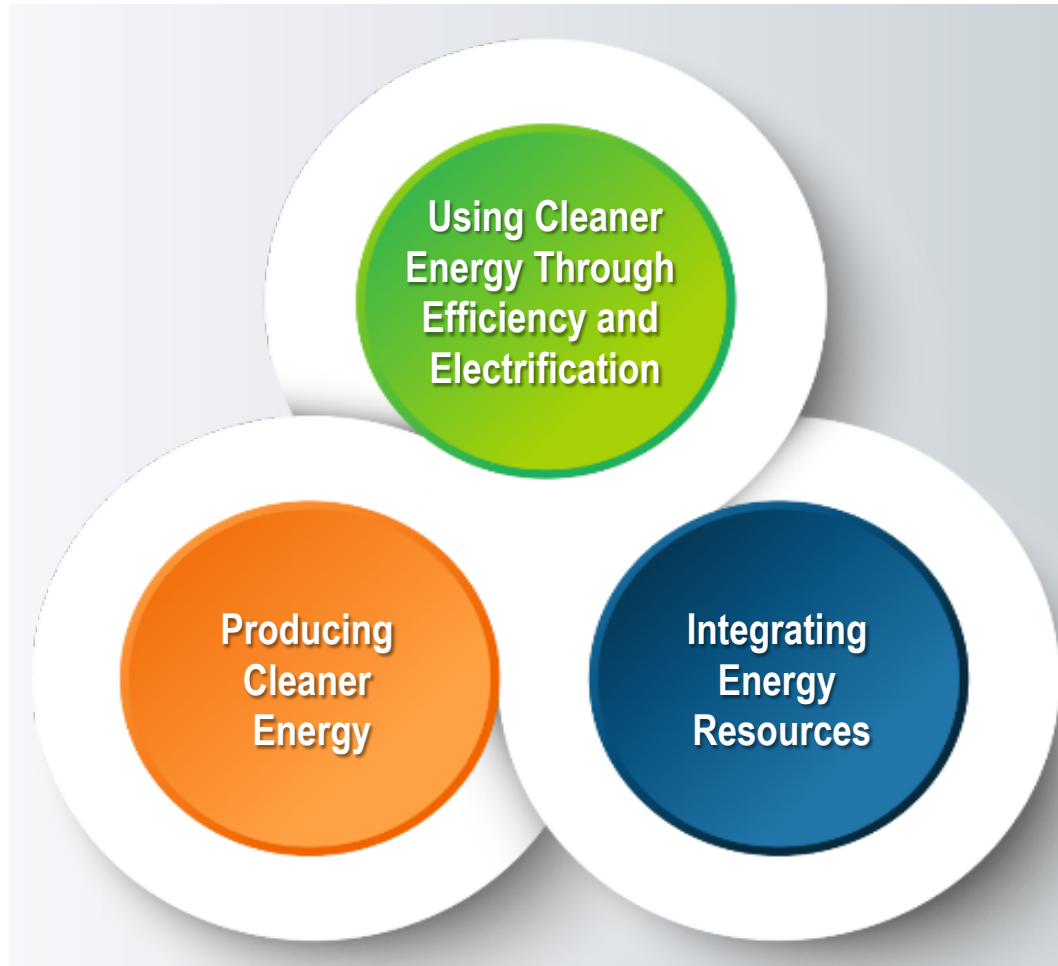 Using Cleaner
Energy Through
Efficiency and
Electrification
Producing
Cleaner
Energy
Integrating
Energy
Resources